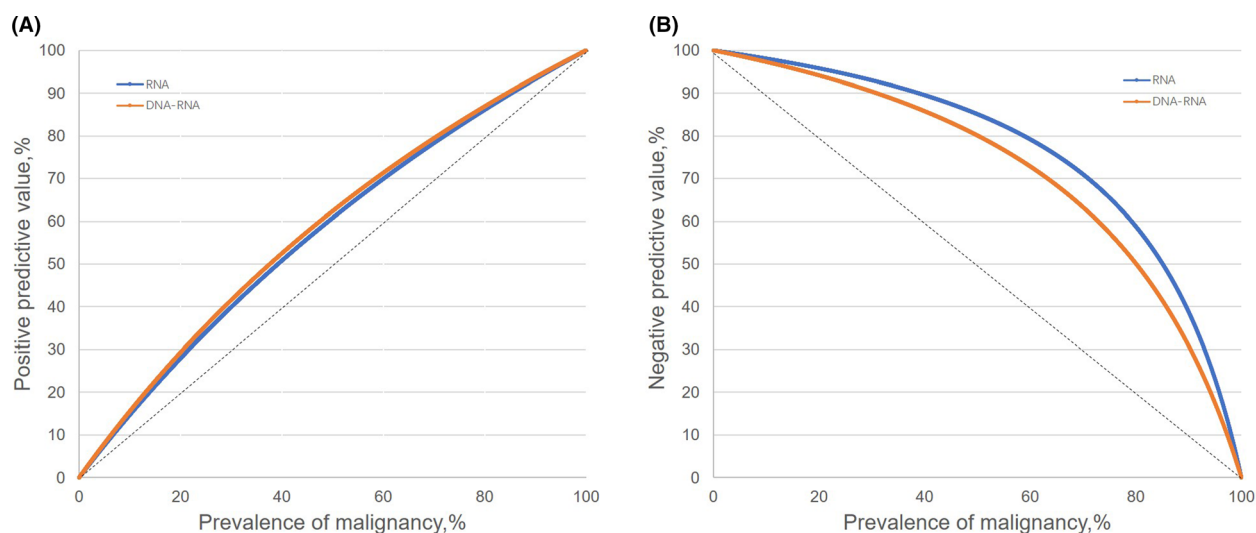 (A)
Positive predictive value,%
100
90
80
70
60
50
40
30
20
10
0
RNA
DNA-RNA
0 20 40 60 80 100
Prevalence of malignancy,%
(B)
Negative predictive value,%
100
90
80
70
60
50
40
30
20
10
0
RNA
DNA-RNA
0 20 40 60 80 100
Prevalence of malignancy,%